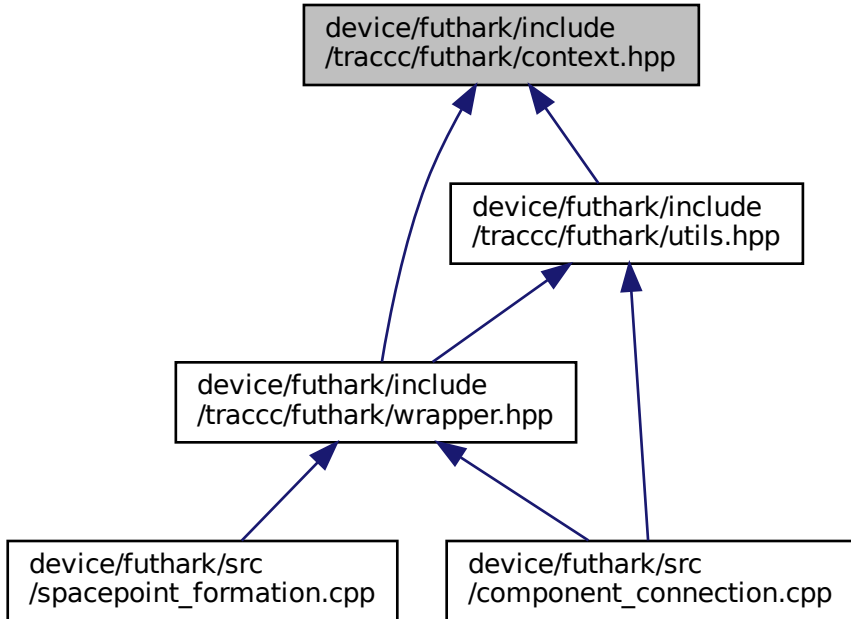 device/futhark/include
/traccc/futhark/context.hpp
device/futhark/include
/traccc/futhark/utils.hpp
device/futhark/include
/traccc/futhark/wrapper.hpp
device/futhark/src
/spacepoint_formation.cpp
device/futhark/src
/component_connection.cpp